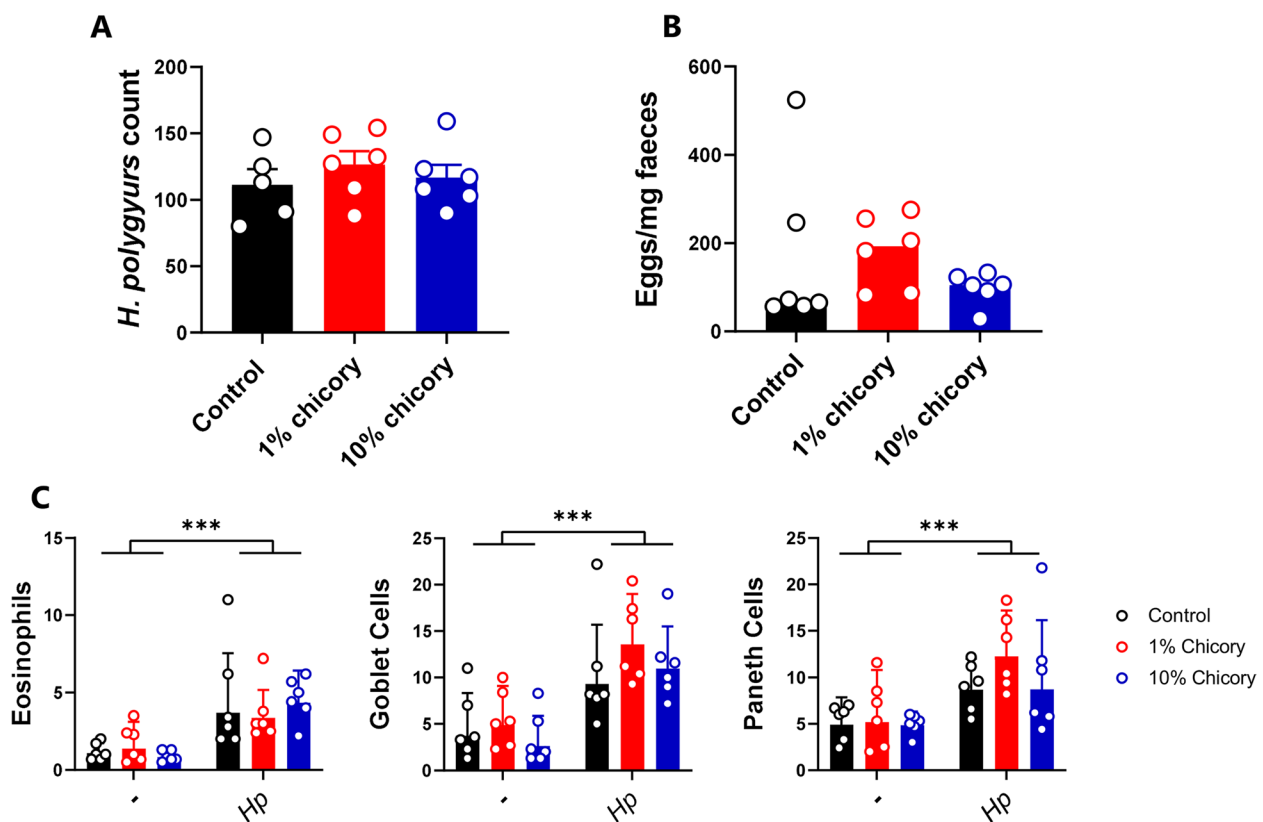 A
H. polygyurs count
200
150
100
50
0
Control
1% chicory
10% chicory
B
Eggs/mg faeces
600
400
200
0
Control
1% chicory
10% chicory
C
Eosinophils
15
10
5
0
***
-
Hp
Goblet Cells
25
20
15
10
5
0
***
-
Hp
Paneth Cells
25
20
15
10
5
0
***
-
Hp
Control
1% Chicory
10% Chicory